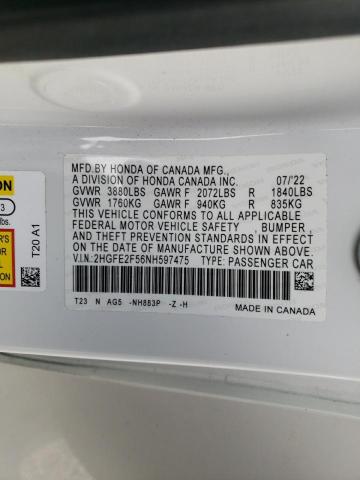 MFD.BY HONDA OF CANADA MFG.,
A DIVISION OF HONDA CANADA INC. 07/'22
GVWR 3880LBS GAWR F 2072LBS R 1840LBS
GVWR 1760KG GAWR F 940KG R 835KG
THIS VEHICLE CONFORMS TO ALL APPLICABLE
FEDERAL MOTOR VEHICLE SAFETY, BUMPER,
AND THEFT PREVENTION STANDARDS IN EFFECT
ON THE DATE OF MANUFACTURE SHOWN ABOVE.
V.I.N:2HGFE2F56NH597475 TYPE:PASSENGER CAR
T23 N AG5 -NH883P -Z -H
MADE IN CANADA
3
lbs.
T20 A1